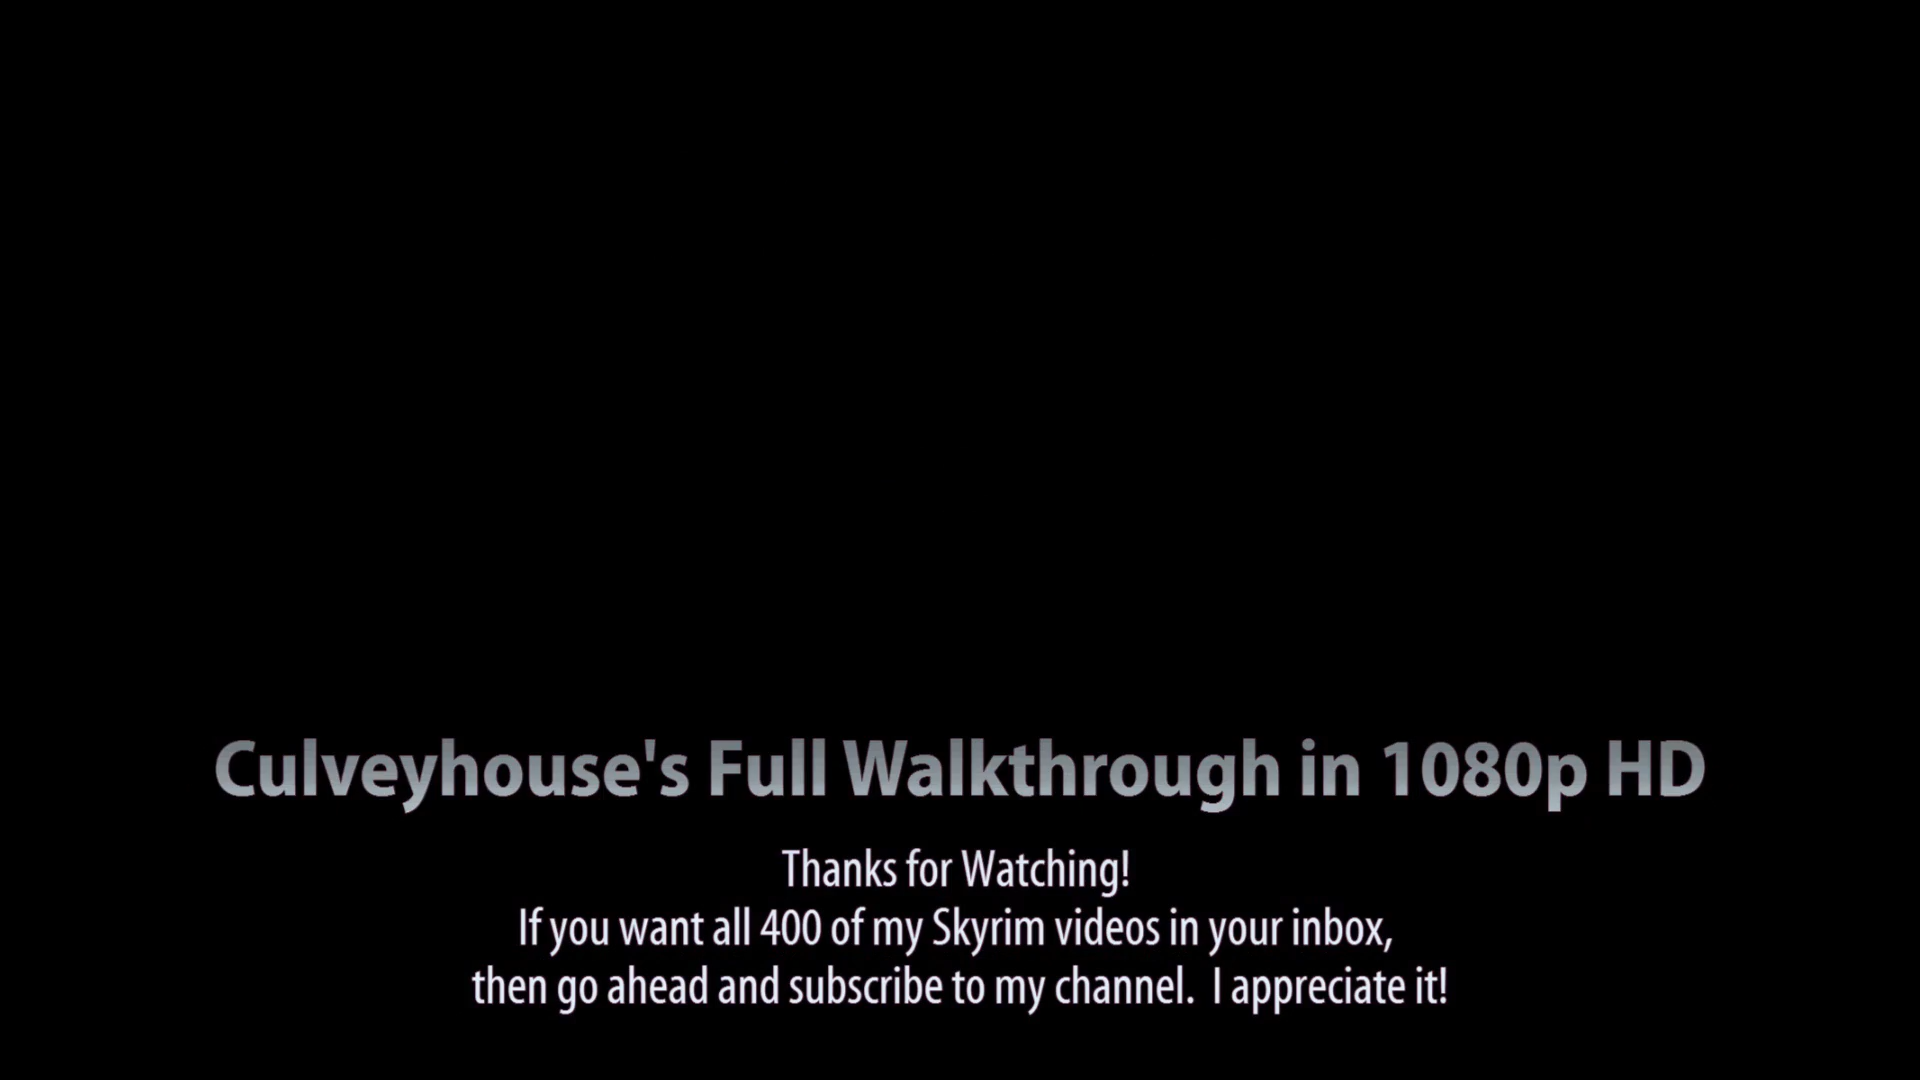 Culveyhouse's Full Walkthrough in 1080p HD
Thanks for Watching!
If you want all 400 of my Skyrim videos in your inbox,
then go ahead and subscribe to my channel.  I appreciate it!